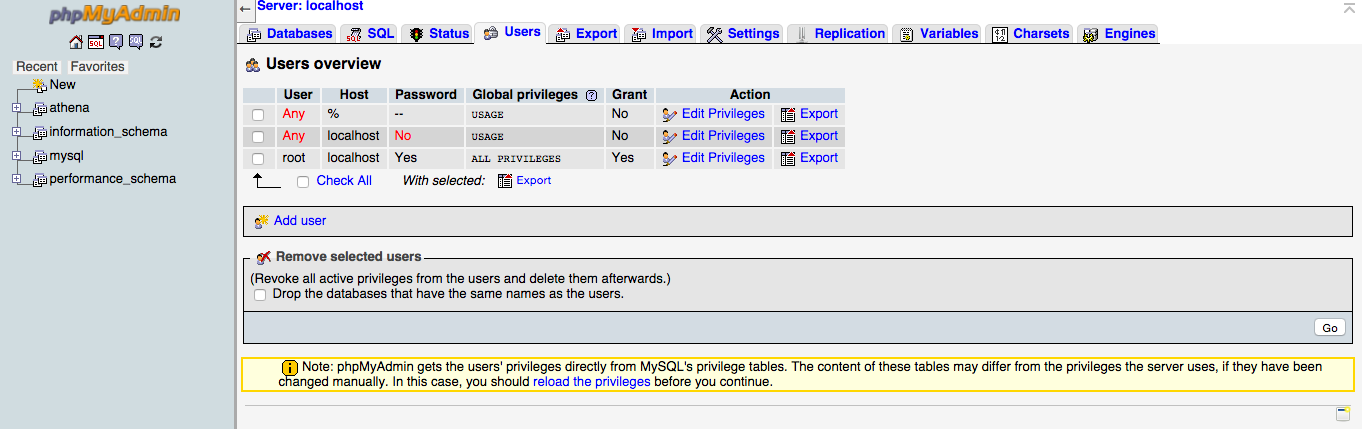 phpMyAdmin
Recent Favorites
New
athena
information_schema
mysql
performance_schema
Server: localhost
Databases SQL Status Users Export Import Settings Replication Variables Charsets Engines
Users overview
User Host Password Global privileges Grant Action
Any % -- USAGE No Edit Privileges Export
Any localhost No USAGE No Edit Privileges Export
root localhost Yes ALL PRIVILEGES Yes Edit Privileges Export
Check All With selected: Export
Add user
Remove selected users
(Revoke all active privileges from the users and delete them afterwards.)
Drop the databases that have the same names as the users.
Go
Note: phpMyAdmin gets the users' privileges directly from MySQL's privilege tables. The content of these tables may differ from the privileges the server uses, if they have been
changed manually. In this case, you should reload the privileges before you continue.